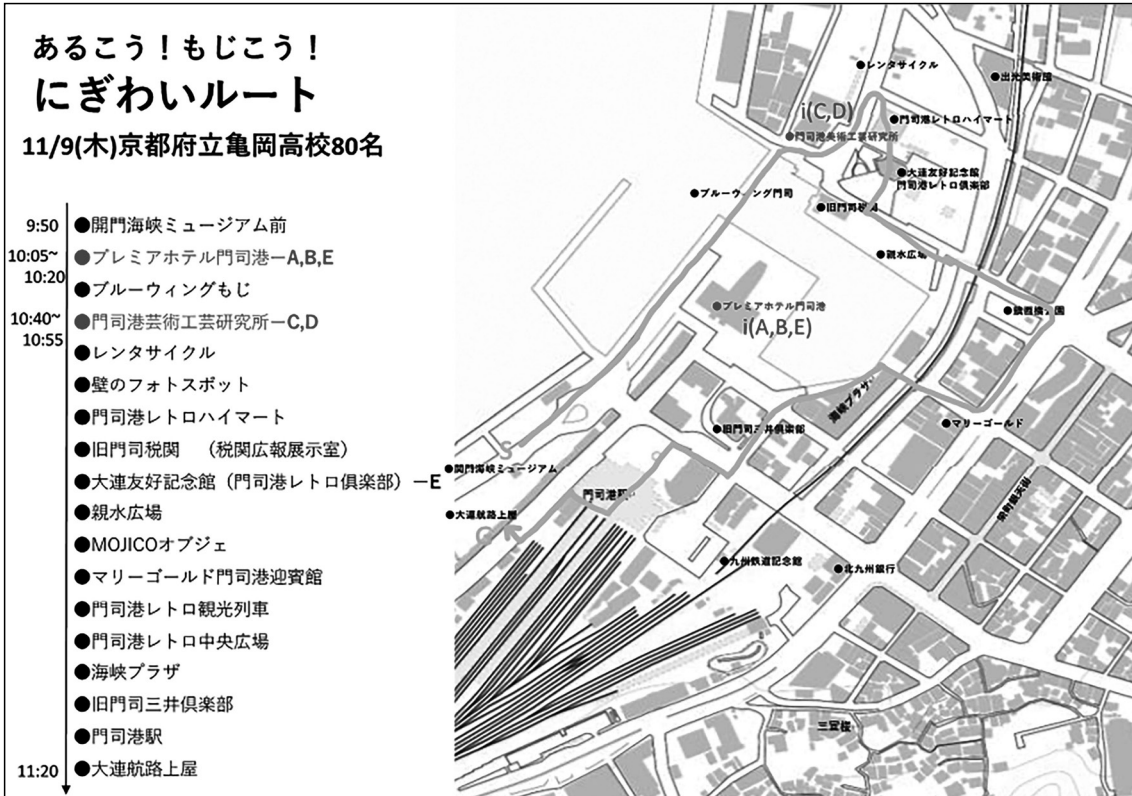 あるこう！もじこう！
にぎわいルート
11/9(木)京都府立亀岡高校80名
9:50 ●開門海峡ミュージアム前
10:05~
10:20
●プレミアホテル門司港－A,B,E
●ブルーウィングもじ
10:40~
10:55
●門司港芸術工芸研究所－C,D
●レンタサイクル
●壁のフォトスポット
●門司港レトロハイマート
●旧門司税関　（税関広報展示室）
●大連友好記念館（門司港レトロ倶楽部）－E
●親水広場
●MOJICOオブジェ
●マリーゴールド門司港迎賓館
●門司港レトロ観光列車
●門司港レトロ中央広場
●海峡プラザ
●旧門司三井倶楽部
●門司港駅
11:20 ●大連航路上屋
●レンタサイクル
●出光美術館
i(C,D)
●門司港レトロハイマート
●門司港美術工芸研究所
●大連友好記念館
門司港レトロ倶楽部
●ブルーウィング門司
●旧門司税関
●親水広場
●プレミアホテル門司港
i(A,B,E)
海峡プラザ
●マリーゴールド
●旧門司三井倶楽部
S
●関門海峡ミュージアム
門司港駅
●大連航路上屋
G
●九州鉄道記念館
●北九州銀行
三宜楼